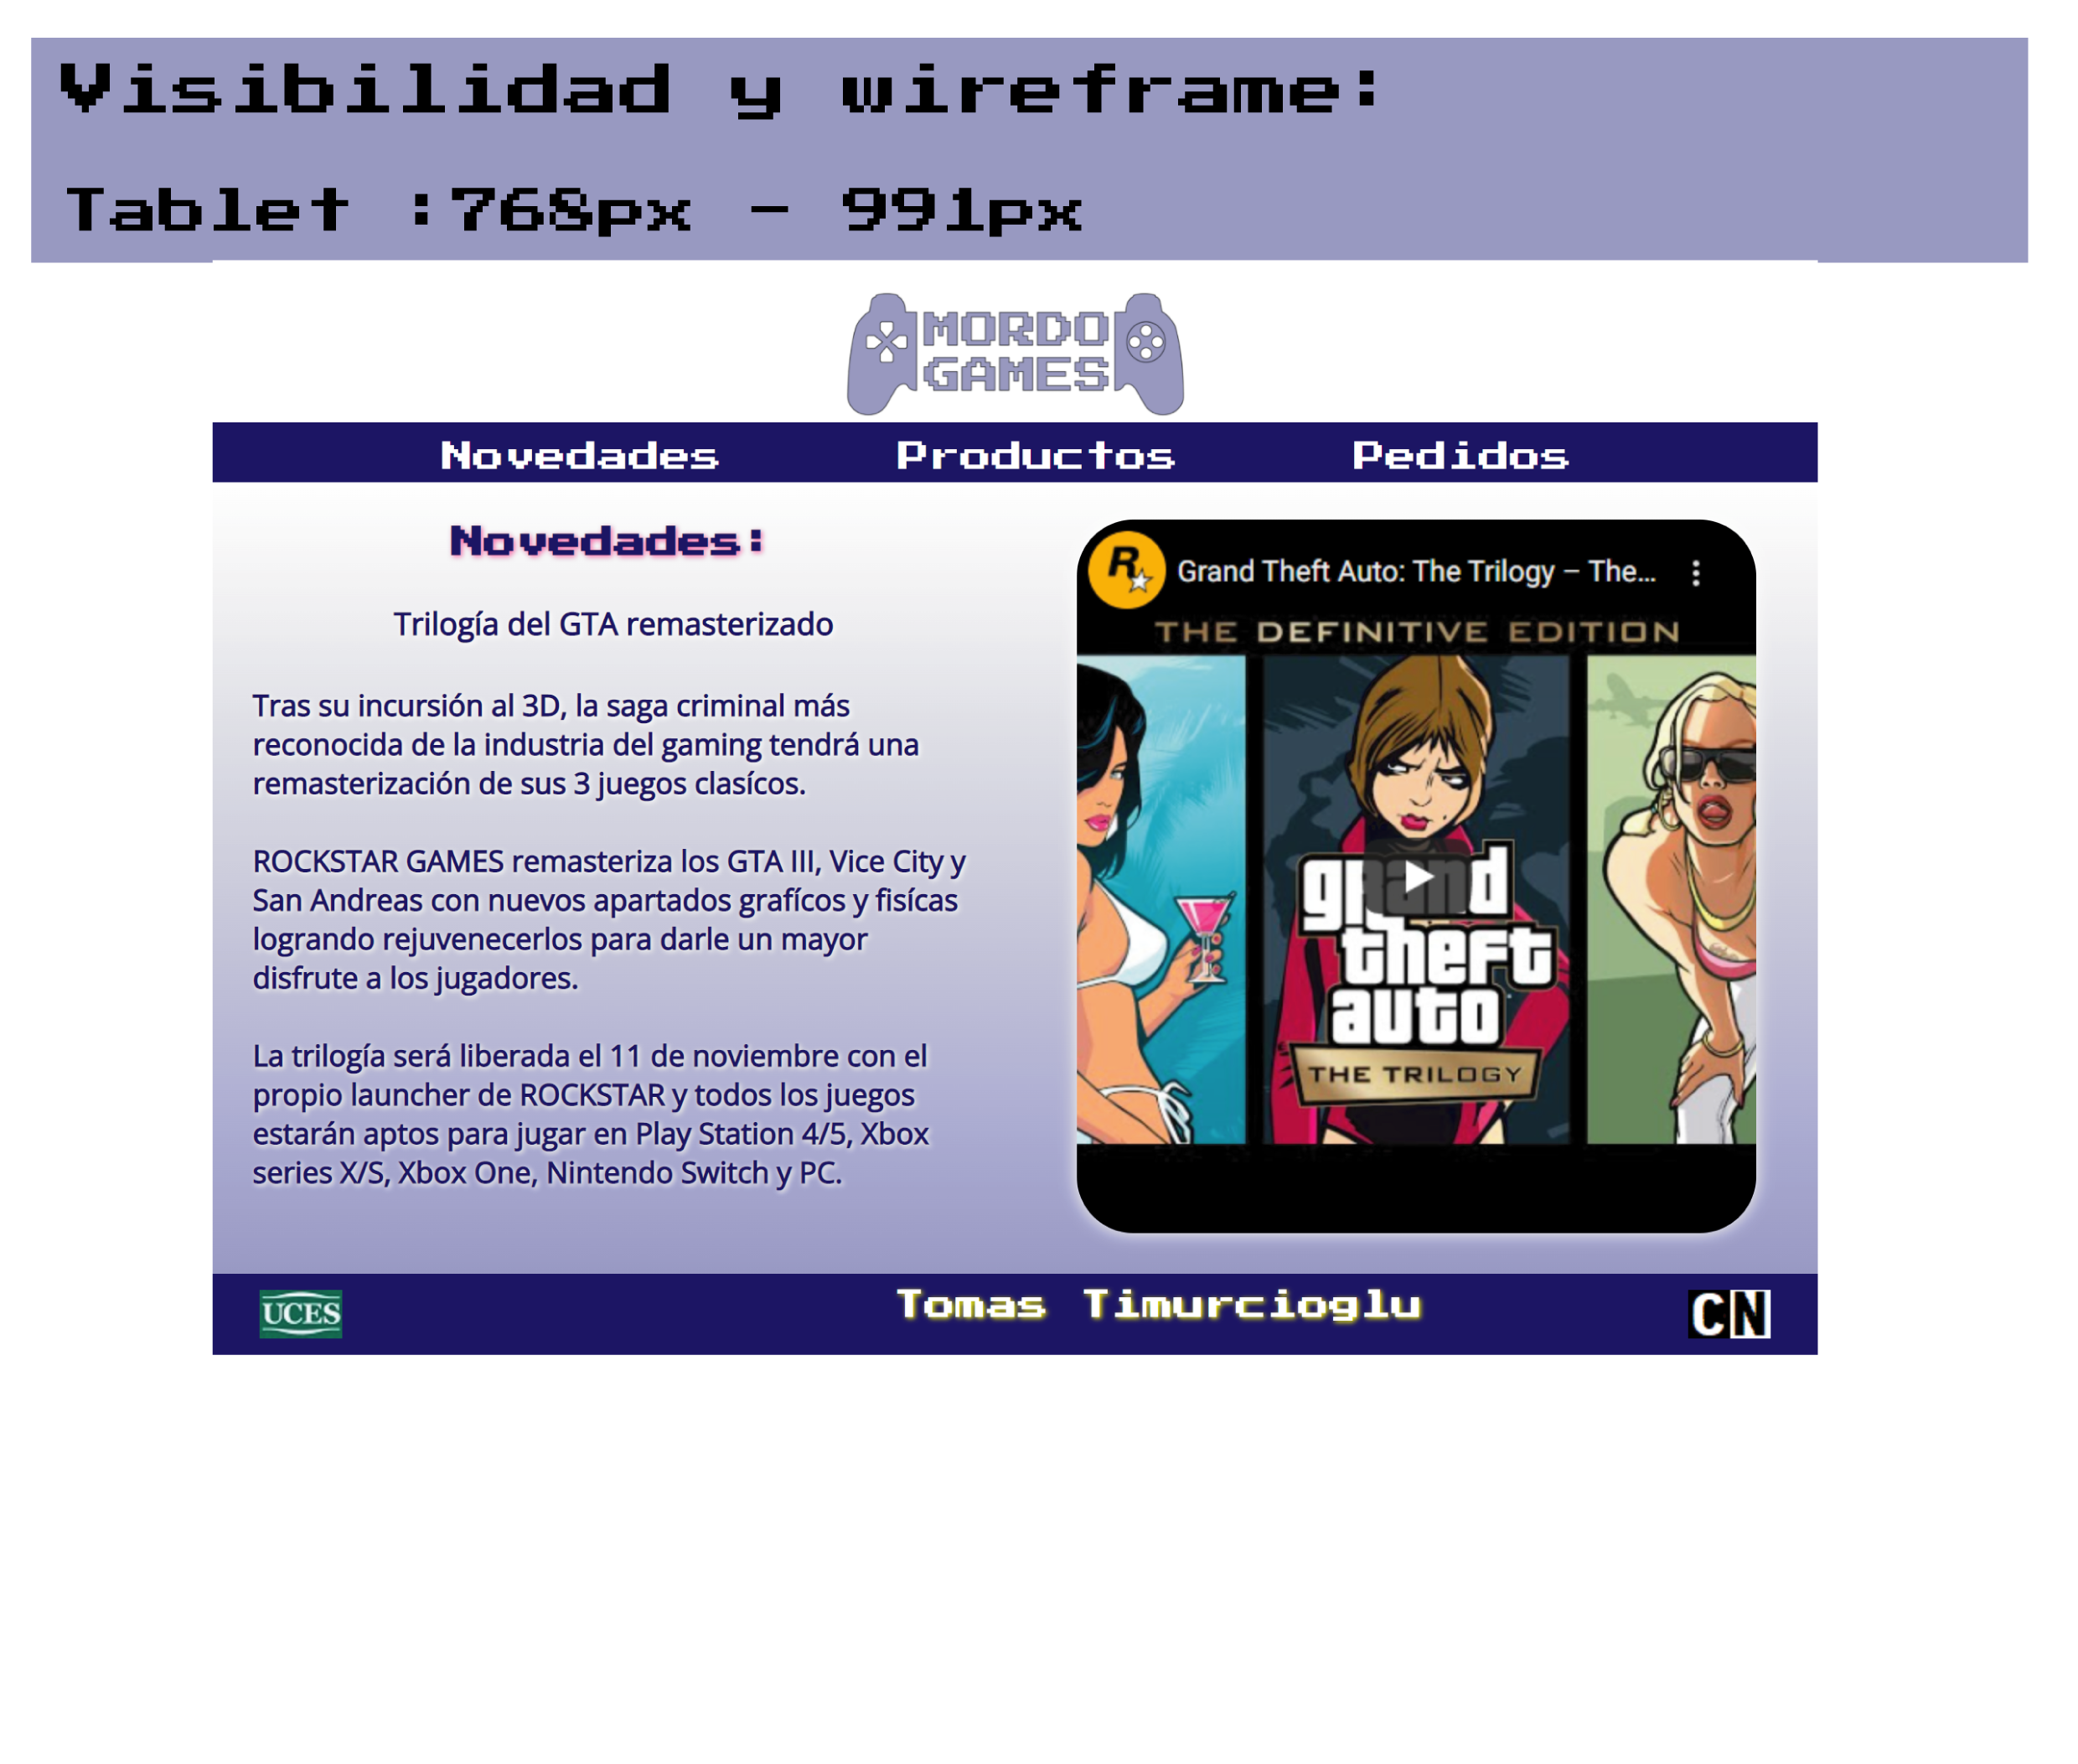 Visibilidad y wireframe:
Tablet :768px - 991px
MORDO
GAMES
Novedades Productos Pedidos
Novedades:
Trilogía del GTA remasterizado
Tras su incursión al 3D, la saga criminal más
reconocida de la industria del gaming tendrá una
remasterización de sus 3 juegos clasícos.
ROCKSTAR GAMES remasteriza los GTA III, Vice City y
San Andreas con nuevos apartados grafícos y fisícas
logrando rejuvenecerlos para darle un mayor
disfrute a los jugadores.
La trilogía será liberada el 11 de noviembre con el
propio launcher de ROCKSTAR y todos los juegos
estarán aptos para jugar en Play Station 4/5, Xbox
series X/S, Xbox One, Nintendo Switch y PC.
R
Grand Theft Auto: The Trilogy – The...
THE DEFINITIVE EDITION
grand
theft
auto
THE TRILOGY
UCES
Tomas Timurcioglu
CN